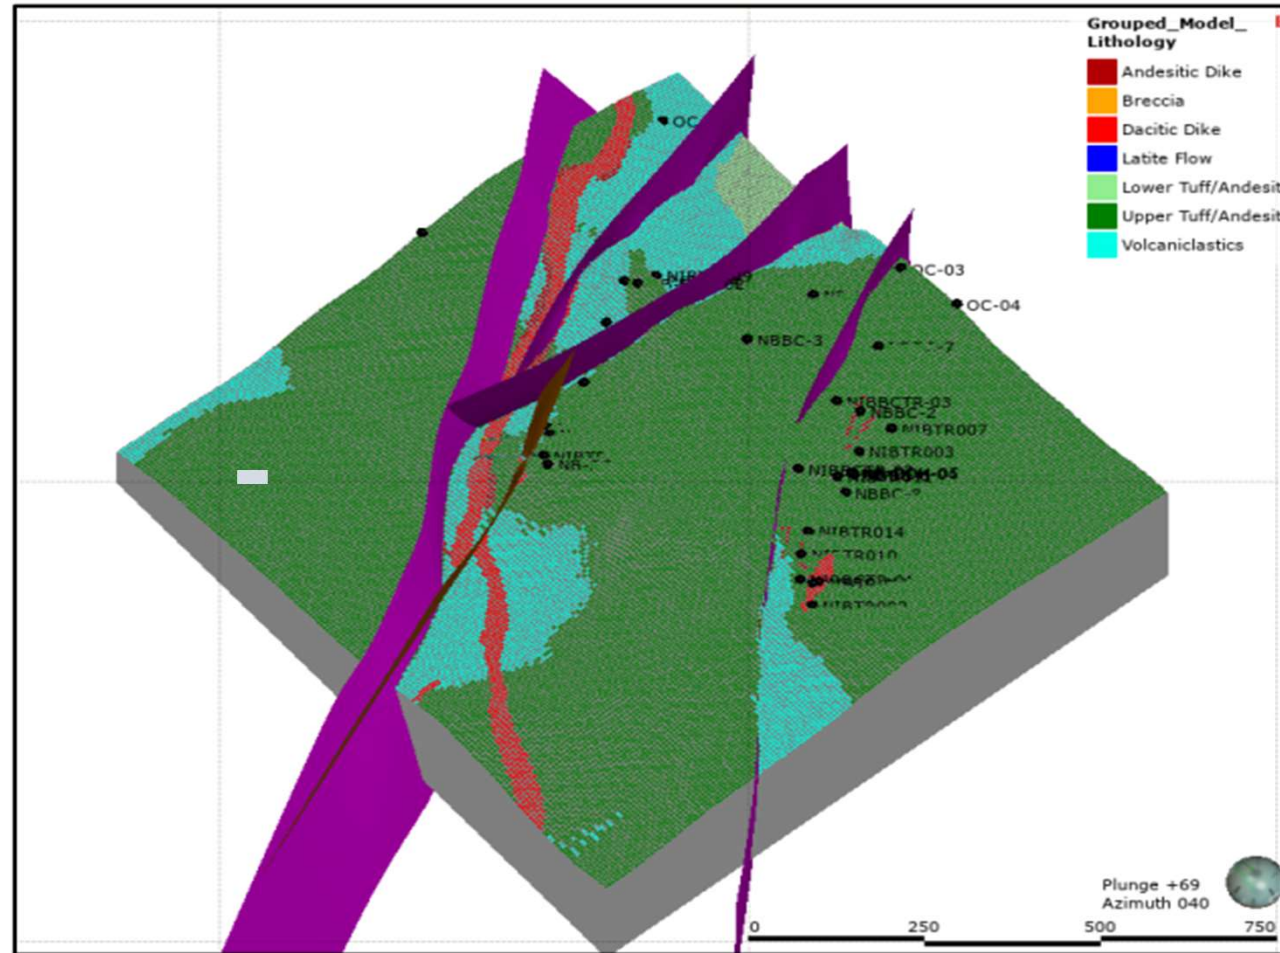 Grouped_Model_
Lithology
Andesitic Dike
Breccia
Dacitic Dike
Latite Flow
Lower Tuff/Andesit
Upper Tuff/Andesit
Volcaniclastics
OC-03
OC-04
NBBC-3
NIBBCTR-03
NBBC-2
NIBTR007
NIBTR003
NIBTR014
NIBTR010
Plunge +69
Azimuth 040
0 250 500 750